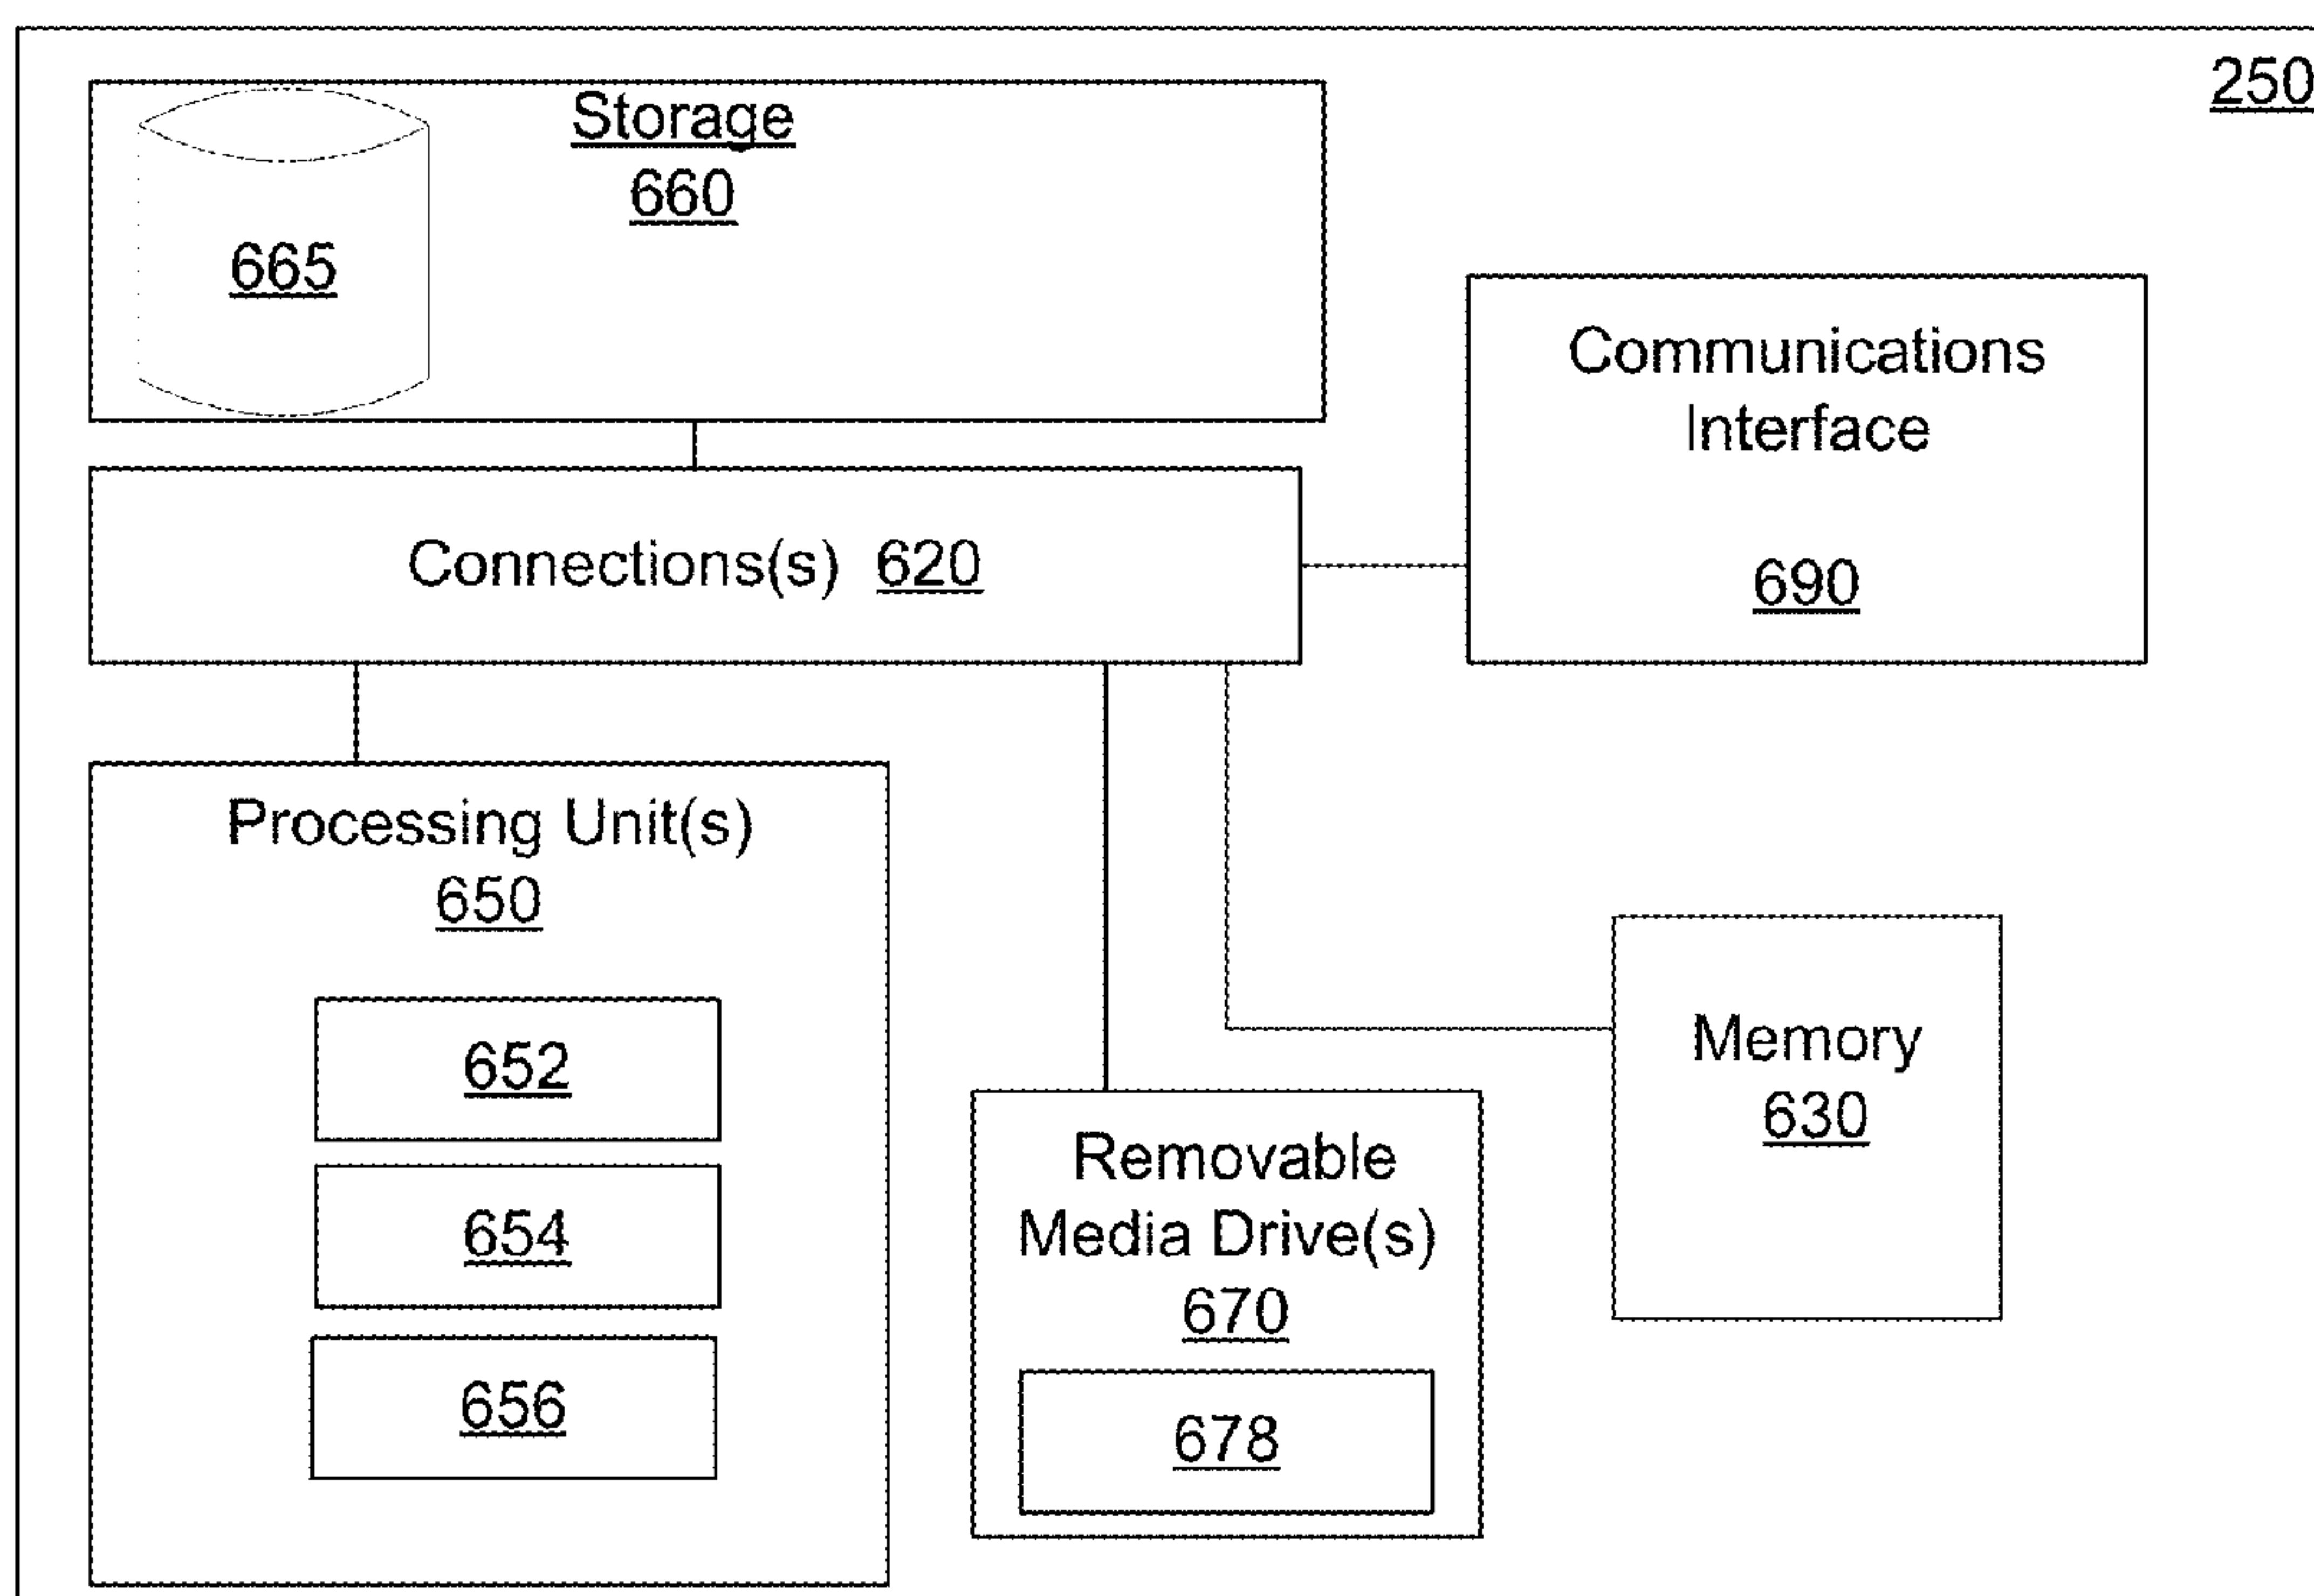 250
Storage
660
665
Communications
Interface
690
Connections(s) 620
Processing Unit(s)
650
652
654
656
Removable
Media Drive(s)
670
678
Memory
630